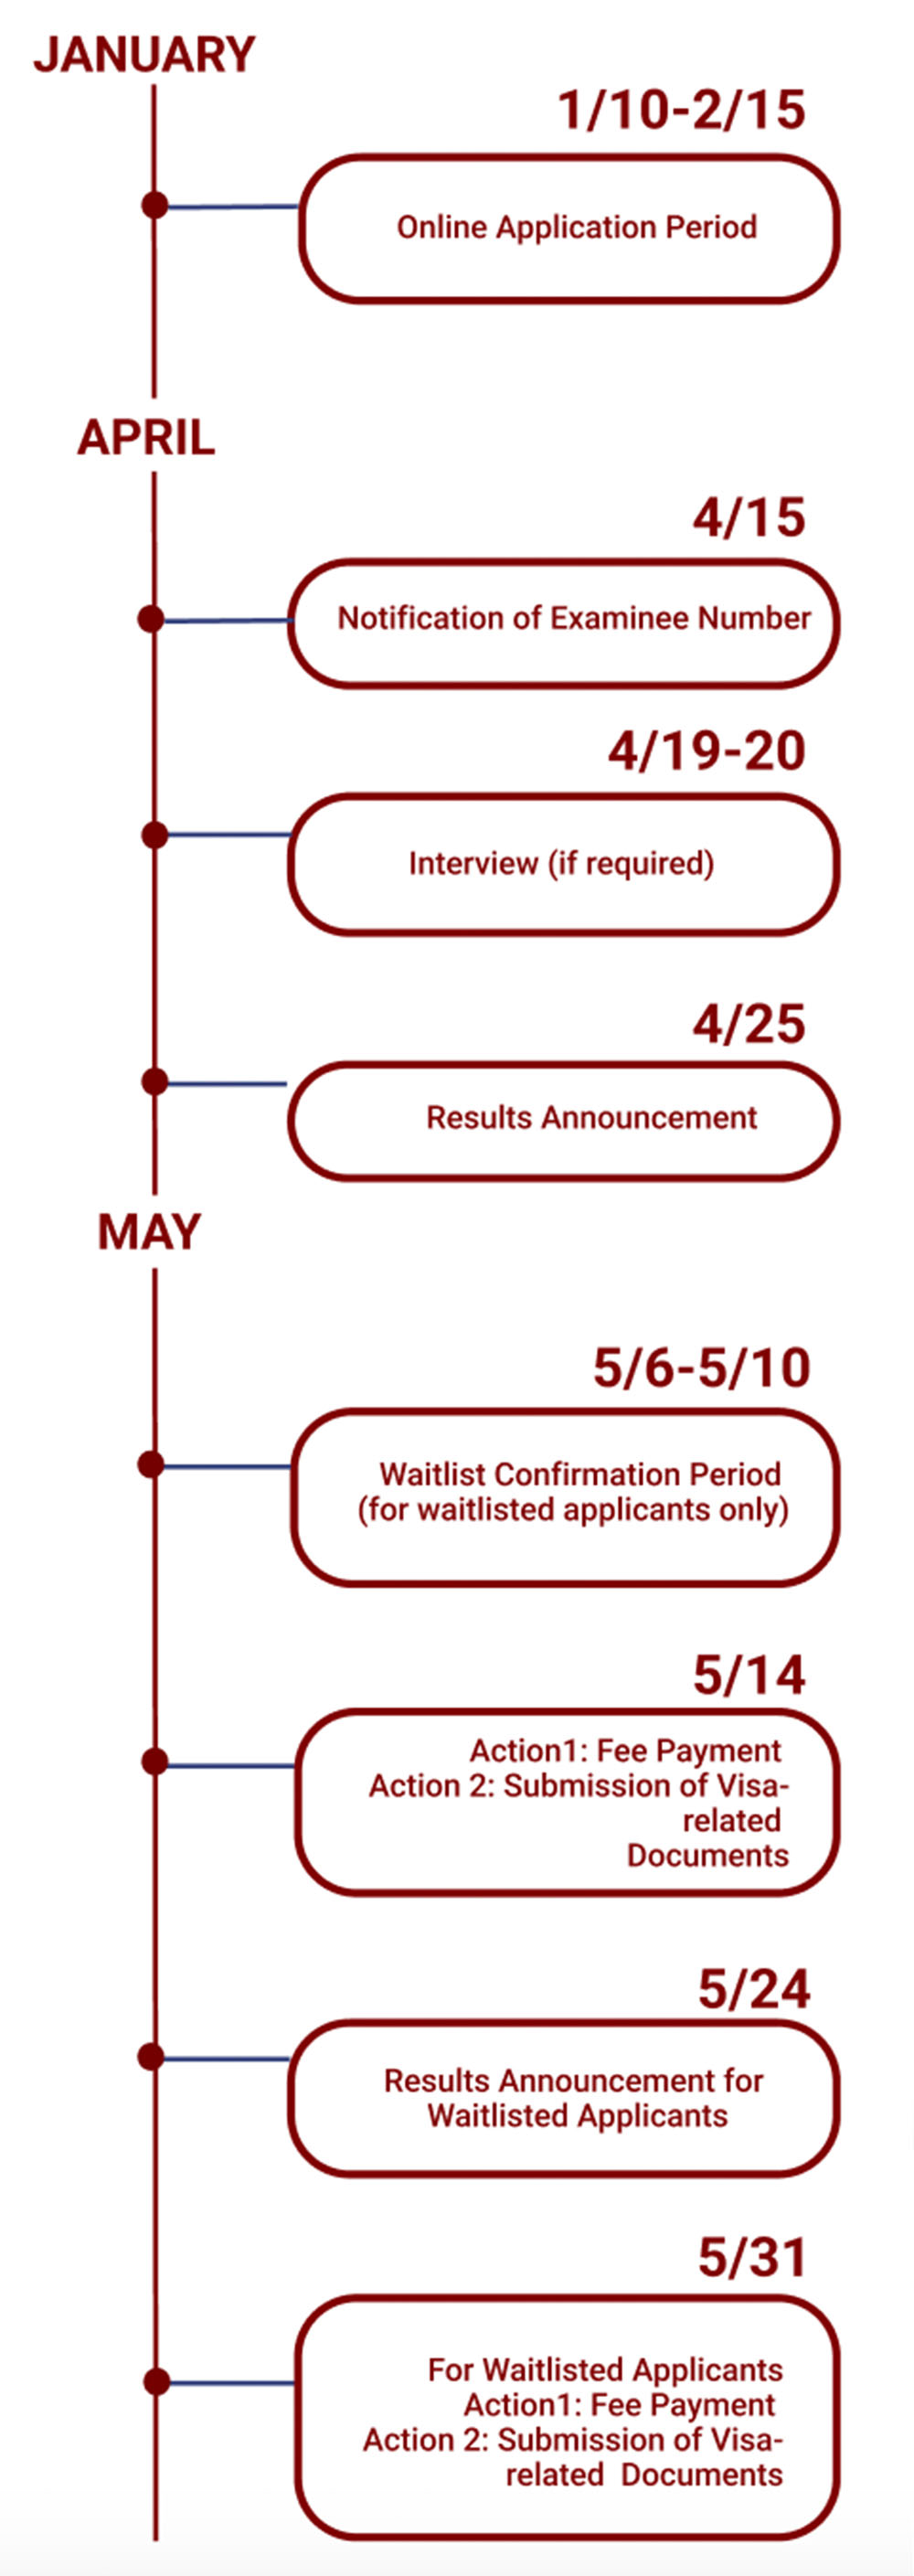 JANUARY
1/10-2/15
Online Application Period
APRIL
4/15
Notification of Examinee Number
4/19-20
Interview (if required)
4/25
Results Announcement
MAY
5/6-5/10
Waitlist Confirmation Period
(for waitlisted applicants only)
5/14
Action1: Fee Payment
Action 2: Submission of Visa-
related
Documents
5/24
Results Announcement for
Waitlisted Applicants
5/31
For Waitlisted Applicants
Action1: Fee Payment
Action 2: Submission of Visa-
related Documents